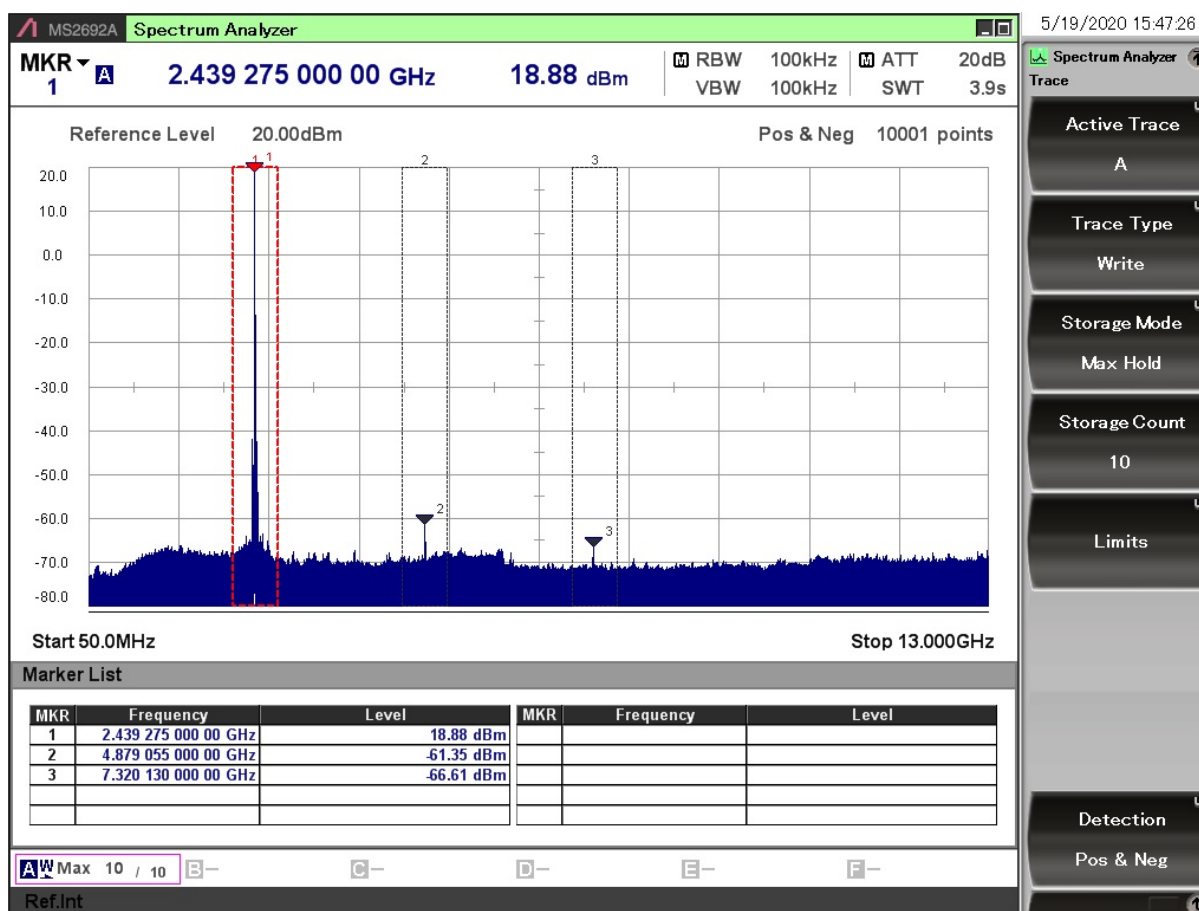 MS2692A Spectrum Analyzer
5/19/2020 15:47:26
MKR 1 A 2.439 275 000 00 GHz 18.88 dBm
M RBW 100kHz M ATT 20dB
VBW 100kHz SWT 3.9s
Reference Level 20.00dBm Pos & Neg 10001 points
1 1 2 3
20.0
10.0
0.0
-10.0
-20.0
-30.0
-40.0
-50.0
-60.0
-70.0
-80.0
2
3
Start 50.0MHz Stop 13.000GHz
Marker List
MKR Frequency Level MKR Frequency Level
1 2.439 275 000 00 GHz 18.88 dBm
2 4.879 055 000 00 GHz -61.35 dBm
3 7.320 130 000 00 GHz -66.61 dBm
A W Max 10 / 10 B- C- D- E- F-
Ref.Int
Spectrum Analyzer
Trace
Active Trace
A
Trace Type
Write
Storage Mode
Max Hold
Storage Count
10
Limits
Detection
Pos & Neg